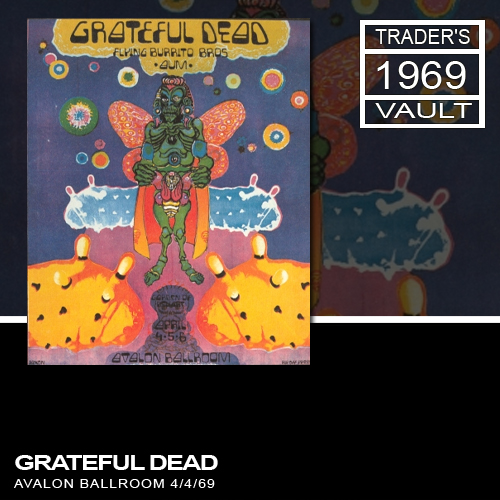 GRATEFUL DEAD
FLYING BURRITO BROS
·AUM·
APRIL
4·5·6
AVALON BALLROOM
TRADER'S
1969
VAULT
GRATEFUL DEAD
AVALON BALLROOM 4/4/69